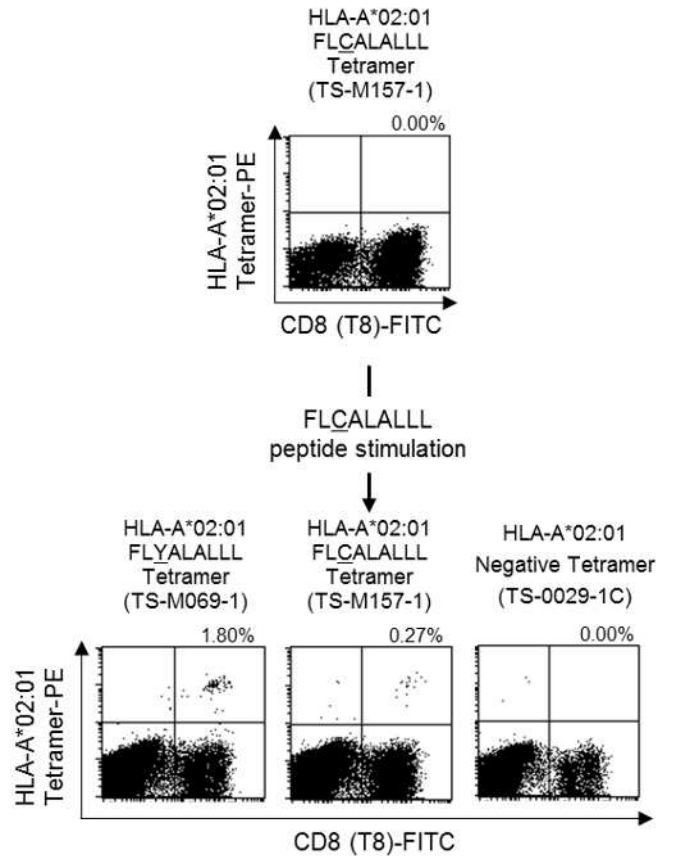 HLA-A*02:01
FLCALALLL
Tetramer
(TS-M157-1)
0.00%
HLA-A*02:01
Tetramer-PE
CD8 (T8)-FITC
FLCALALLL
peptide stimulation
HLA-A*02:01
FLYALALLL
Tetramer
(TS-M069-1)
HLA-A*02:01
FLCALALLL
Tetramer
(TS-M157-1)
HLA-A*02:01
Negative Tetramer
(TS-0029-1C)
1.80%
0.27%
0.00%
HLA-A*02:01
Tetramer-PE
CD8 (T8)-FITC